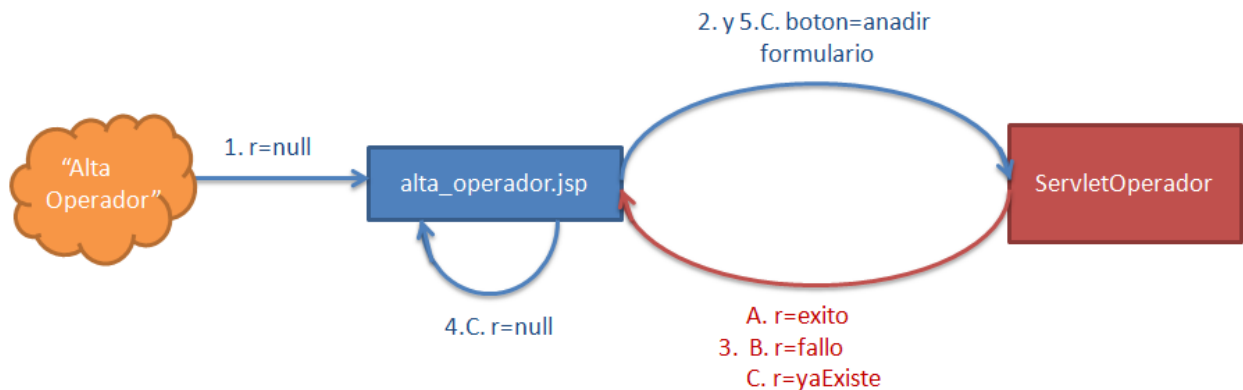 2. y 5.C. boton=anadir
formulario
“Alta
Operador”
1. r=null
alta_operador.jsp
ServletOperador
4.C. r=null
A. r=exito
3. B. r=fallo
C. r=yaExiste